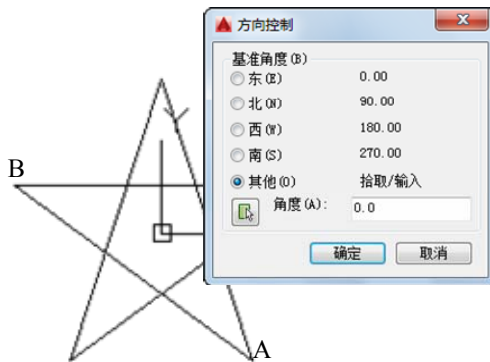 方向控制
基准角度(B)
东(E) 0.00
北(N) 90.00
西(W) 180.00
南(S) 270.00
其他(O) 拾取/输入
角度(A): 0.0
确定 取消
Y
B
A